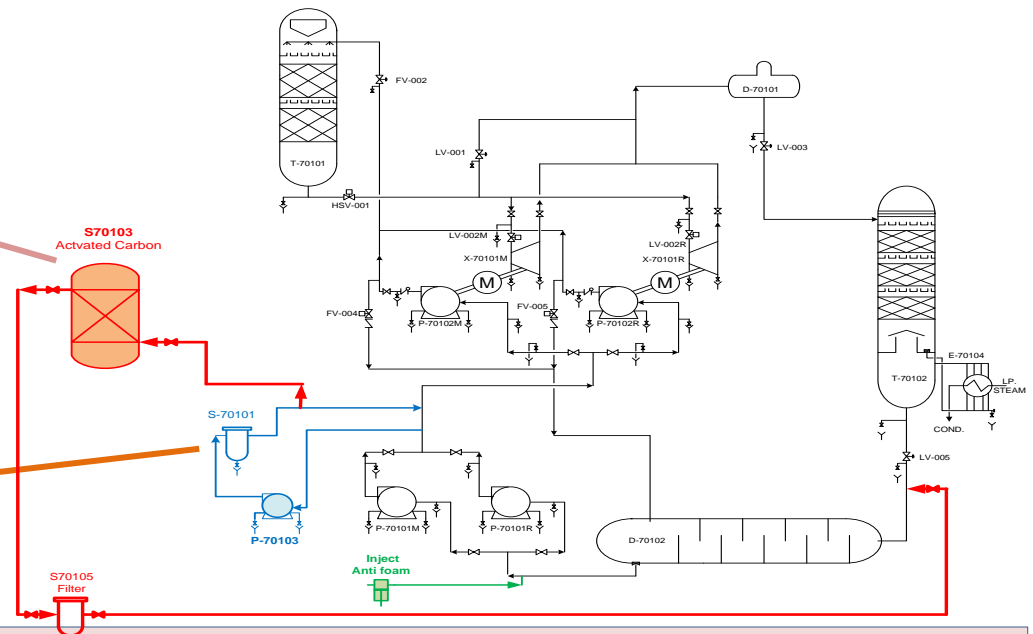 FV-002
D-70101
LV-001
LV-003
T-70101
HSV-001
S70103
Actvated Carbon
LV-002M
LV-002R
X-70101M
X-70101R
M
M
FV-004
P-70102M
FV-005
P-70102R
E-70104
T-70102
LP.
STEAM
COND.
S-70101
LV-005
P-70101M
P-70101R
P-70103
D-70102
Inject
Anti foam
S70105
Filter